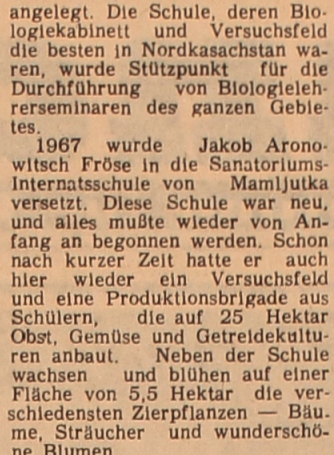 angelegt. Die Schule, deren Bio-
logiekabinett und Versuchsfeld
die besten in Nordkasachstan wa-
ren, wurde Stützpunkt für die
Durchführung von Biologieleh-
rerseminaren des ganzen Gebie-
tes.
1967 wurde Jakob Arono-
witsch Fröse in die Sanatoriums-
Internatsschule von Mamljutka
versetzt. Diese Schule war neu,
und alles mußte wieder von An-
fang an begonnen werden. Schon
nach kurzer Zeit hatte er auch
hier wieder ein Versuchsfeld
und eine Produktionsbrigade aus
Schülern, die auf 25 Hektar
Obst, Gemüse und Getreidekultu-
ren anbaut. Neben der Schule
wachsen und blühen auf einer
Fläche von 5,5 Hektar die ver-
schiedensten Zierpflanzen — Bäu-
me, Sträucher und wunderschö-
ne Blumen.